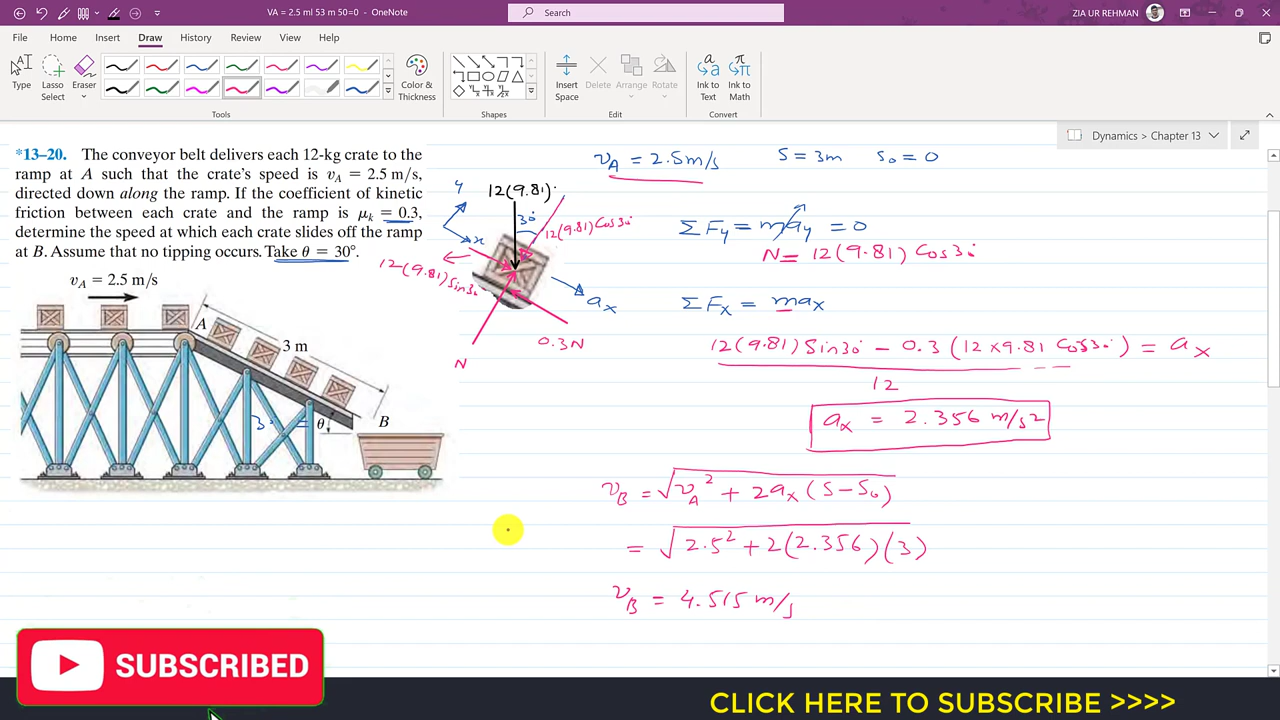 VA = 2.5 ml 53 m 50=0 - OneNote
Search
ZIA UR REHMAN
File Home Insert Draw History Review View Help
Type
Lasso Select
Eraser
Color & Thickness
Insert Space
Delete
Arrange
Rotate
Ink to Text
Ink to Math
Tools
Shapes
Edit
Convert
Dynamics > Chapter 13
*13–20. The conveyor belt delivers each 12-kg crate to the
ramp at A such that the crate's speed is vA = 2.5 m/s,
directed down along the ramp. If the coefficient of kinetic
friction between each crate and the ramp is μk = 0.3,
determine the speed at which each crate slides off the ramp
at B. Assume that no tipping occurs. Take θ = 30°.
vA = 2.5 m/s
A
3 m
θ
B
y
x
12(9.81)
30°
12(9.81) Cos30°
12(9.81) Sin30°
ax
0.3N
N
vA = 2.5m/s S = 3m S0 = 0
ΣFy = may = 0
N = 12(9.81) Cos30°
ΣFx = max
12(9.81) Sin30° - 0.3 (12×9.81 Cos30°) = ax
12
ax = 2.356 m/s²
vB = √vA² + 2ax (S-S0)
= √2.5² + 2(2.356)(3)
vB = 4.515 m/s
SUBSCRIBED
CLICK HERE TO SUBSCRIBE >>>>